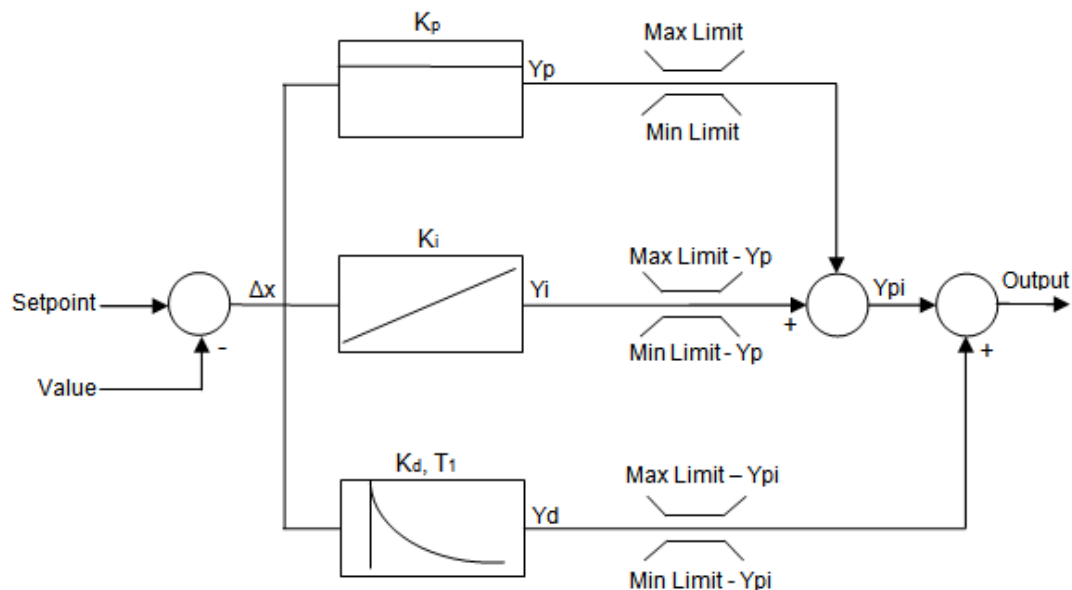 Kp
Yp
Max Limit
Min Limit
Ki
Yi
Max Limit - Yp
Min Limit - Yp
+
Ypi
Output
Setpoint
Δx
-
Value
Kd, T1
Yd
Max Limit – Ypi
Min Limit - Ypi
+